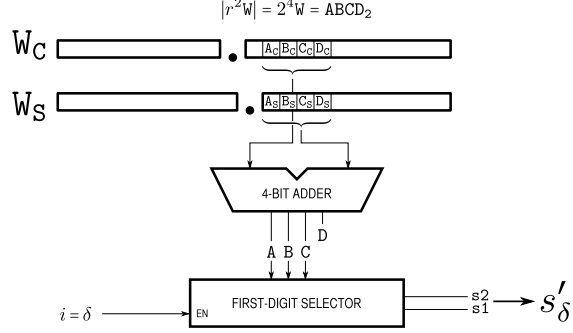 |r²W| = 2⁴W = ABCD₂
W_C
A_C B_C C_C D_C
W_S
A_S B_S C_S D_S
4-BIT ADDER
A B C D
FIRST-DIGIT SELECTOR
EN
i = δ
s2
s1
s′_δ